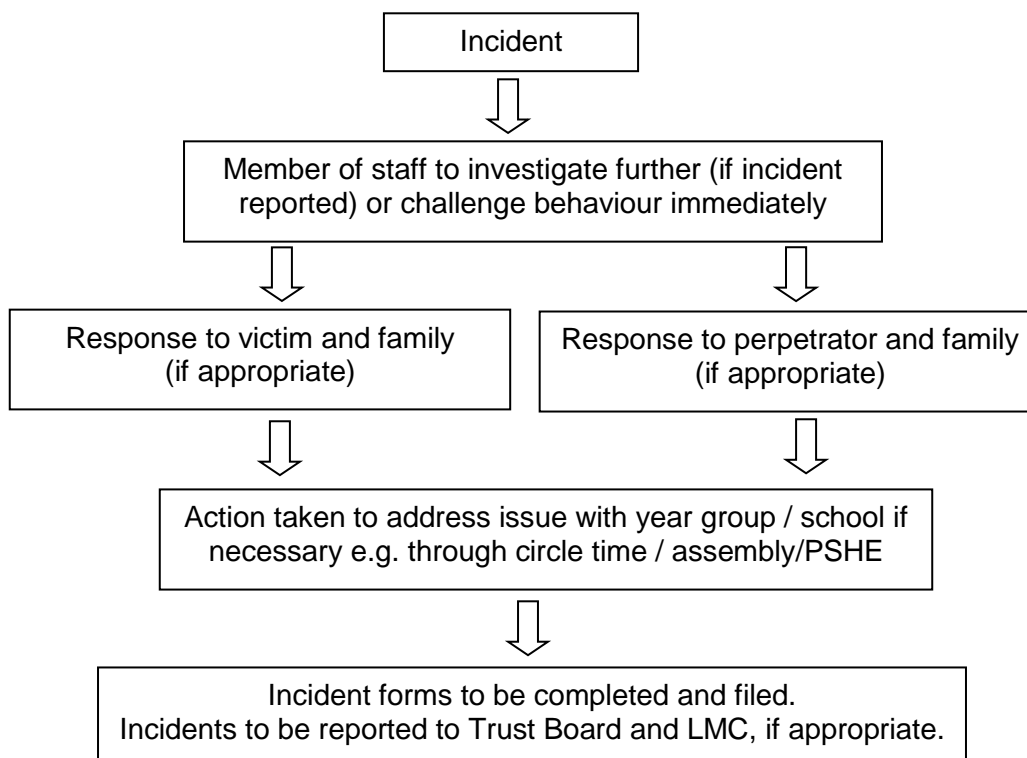 Incident
Member of staff to investigate further (if incident
reported) or challenge behaviour immediately
Response to victim and family
(if appropriate)
Response to perpetrator and family
(if appropriate)
Action taken to address issue with year group / school if
necessary e.g. through circle time / assembly/PSHE
Incident forms to be completed and filed.
Incidents to be reported to Trust Board and LMC, if appropriate.